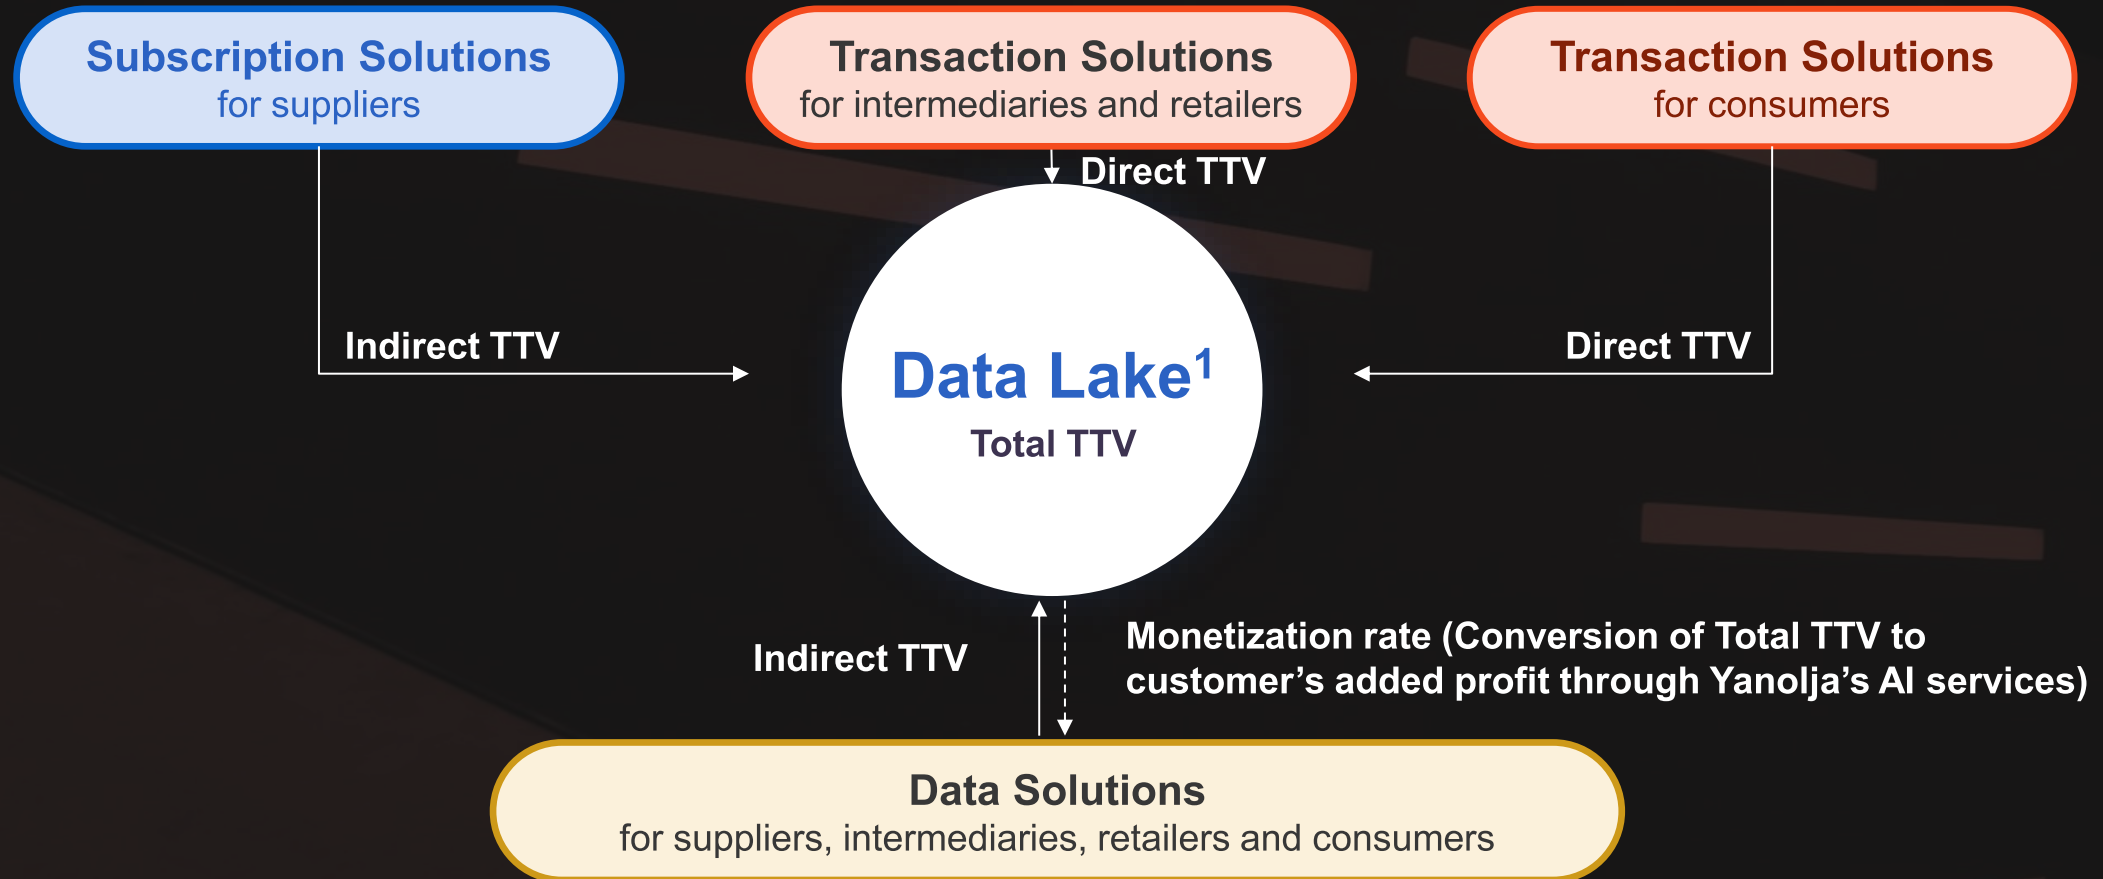 Subscription Solutions
for suppliers
Transaction Solutions
for intermediaries and retailers
Transaction Solutions
for consumers
Direct TTV
Indirect TTV
Direct TTV
Data Lake¹
Total TTV
Indirect TTV
Monetization rate (Conversion of Total TTV to
customer’s added profit through Yanolja’s AI services)
Data Solutions
for suppliers, intermediaries, retailers and consumers